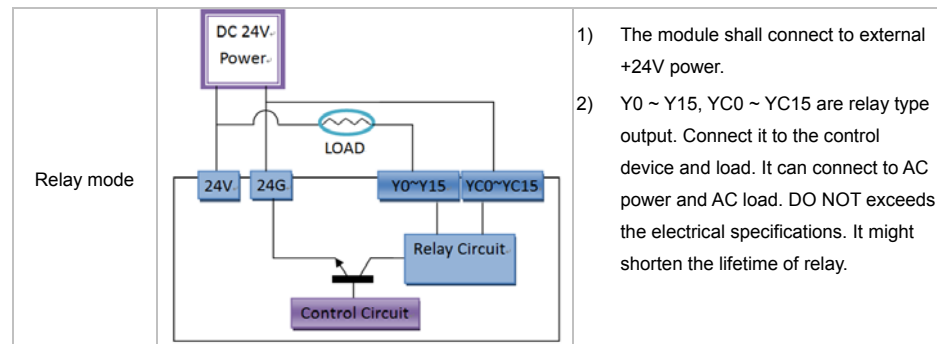 Relay mode
DC 24V
Power
LOAD
24V
24G
Y0~Y15
YC0~YC15
Relay Circuit
Control Circuit
1) The module shall connect to external
+24V power.
2) Y0 ~ Y15, YC0 ~ YC15 are relay type
output. Connect it to the control
device and load. It can connect to AC
power and AC load. DO NOT exceeds
the electrical specifications. It might
shorten the lifetime of relay.